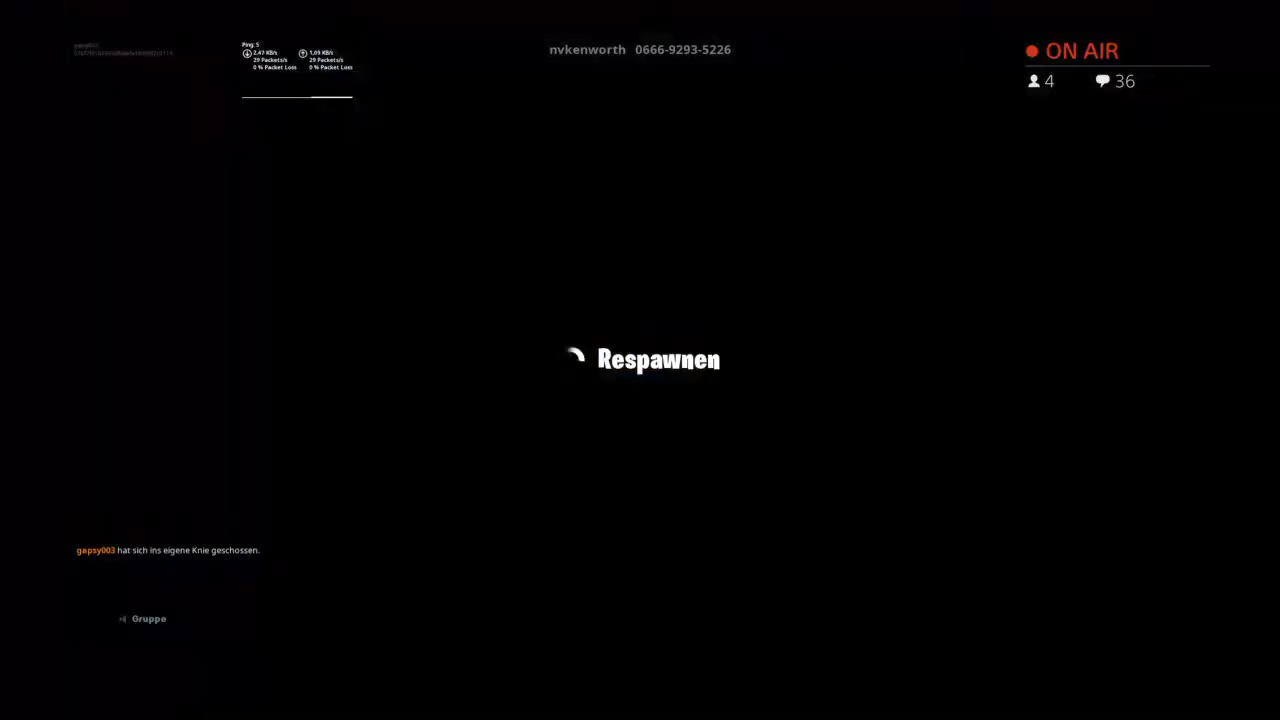 gapsy003
Ping: 5
2,47 KB/s 1,69 KB/s
29 Packets/s 29 Packets/s
0 % Packet Loss 0 % Packet Loss
nvkenworth 0666-9293-5226
ON AIR
4 36
Respawnen
gapsy003 hat sich ins eigene Knie geschossen.
Gruppe